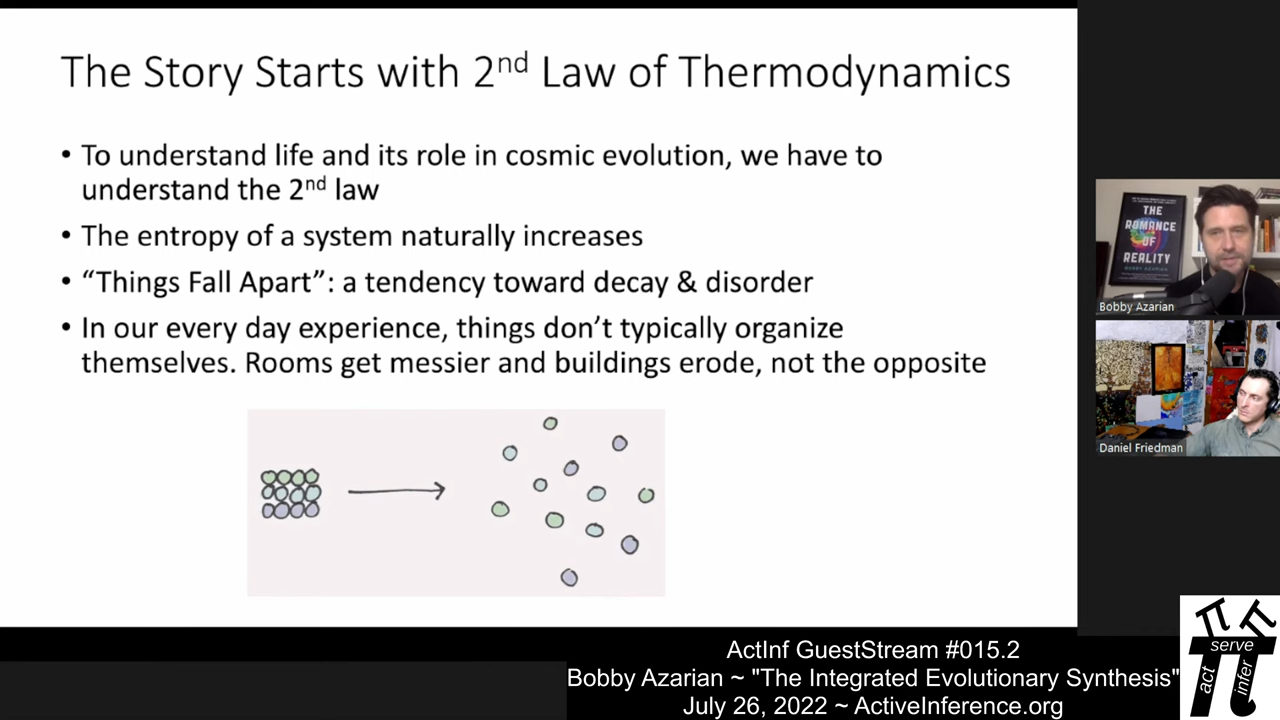 The Story Starts with 2nd Law of Thermodynamics
• To understand life and its role in cosmic evolution, we have to
understand the 2nd law
• The entropy of a system naturally increases
• “Things Fall Apart”: a tendency toward decay & disorder
• In our every day experience, things don’t typically organize
themselves. Rooms get messier and buildings erode, not the opposite
THE
ROMANCE
OF
REALITY
BOBBY AZARIAN
Bobby Azarian
Daniel Friedman
ActInf GuestStream #015.2
Bobby Azarian ~ "The Integrated Evolutionary Synthesis"
July 26, 2022 ~ ActiveInference.org
π π
serve
act
infer